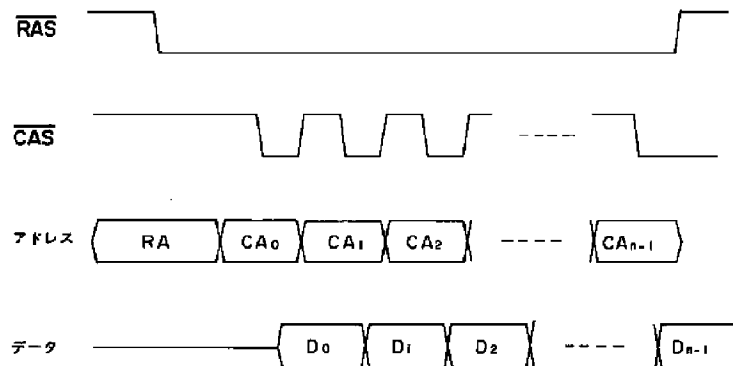 RAS
CAS
アドレス RA CA0 CA1 CA2 ---- CAn-1
データ D0 D1 D2 ---- Dn-1